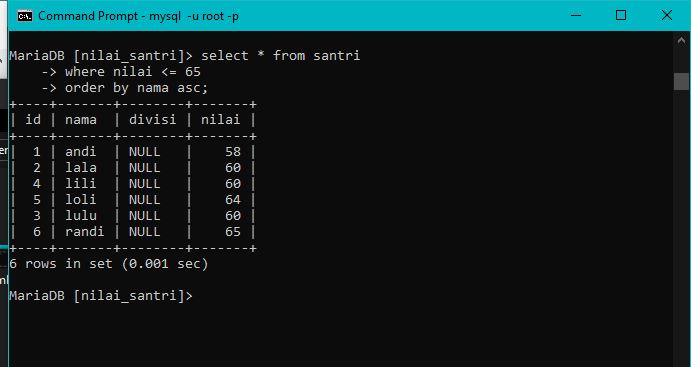 Command Prompt - mysql  -u root -p
MariaDB [nilai_santri]> select * from santri
    -> where nilai <= 65
    -> order by nama asc;
+----+-------+--------+-------+
| id | nama  | divisi | nilai |
+----+-------+--------+-------+
|  1 | andi  | NULL   |    58 |
|  2 | lala  | NULL   |    60 |
|  4 | lili  | NULL   |    60 |
|  5 | loli  | NULL   |    64 |
|  3 | lulu  | NULL   |    60 |
|  6 | randi | NULL   |    65 |
+----+-------+--------+-------+
6 rows in set (0.001 sec)
MariaDB [nilai_santri]>